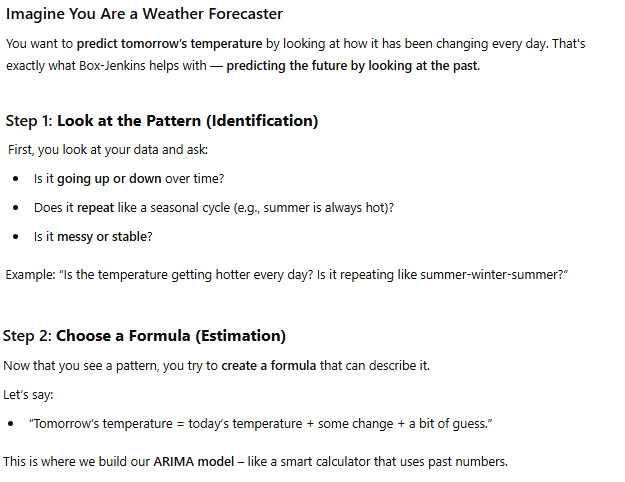 Imagine You Are a Weather Forecaster
You want to predict tomorrow's temperature by looking at how it has been changing every day. That's
exactly what Box-Jenkins helps with — predicting the future by looking at the past.
Step 1: Look at the Pattern (Identification)
First, you look at your data and ask:
• Is it going up or down over time?
• Does it repeat like a seasonal cycle (e.g., summer is always hot)?
• Is it messy or stable?
Example: "Is the temperature getting hotter every day? Is it repeating like summer-winter-summer?"
Step 2: Choose a Formula (Estimation)
Now that you see a pattern, you try to create a formula that can describe it.
Let's say:
• "Tomorrow's temperature = today's temperature + some change + a bit of guess."
This is where we build our ARIMA model – like a smart calculator that uses past numbers.